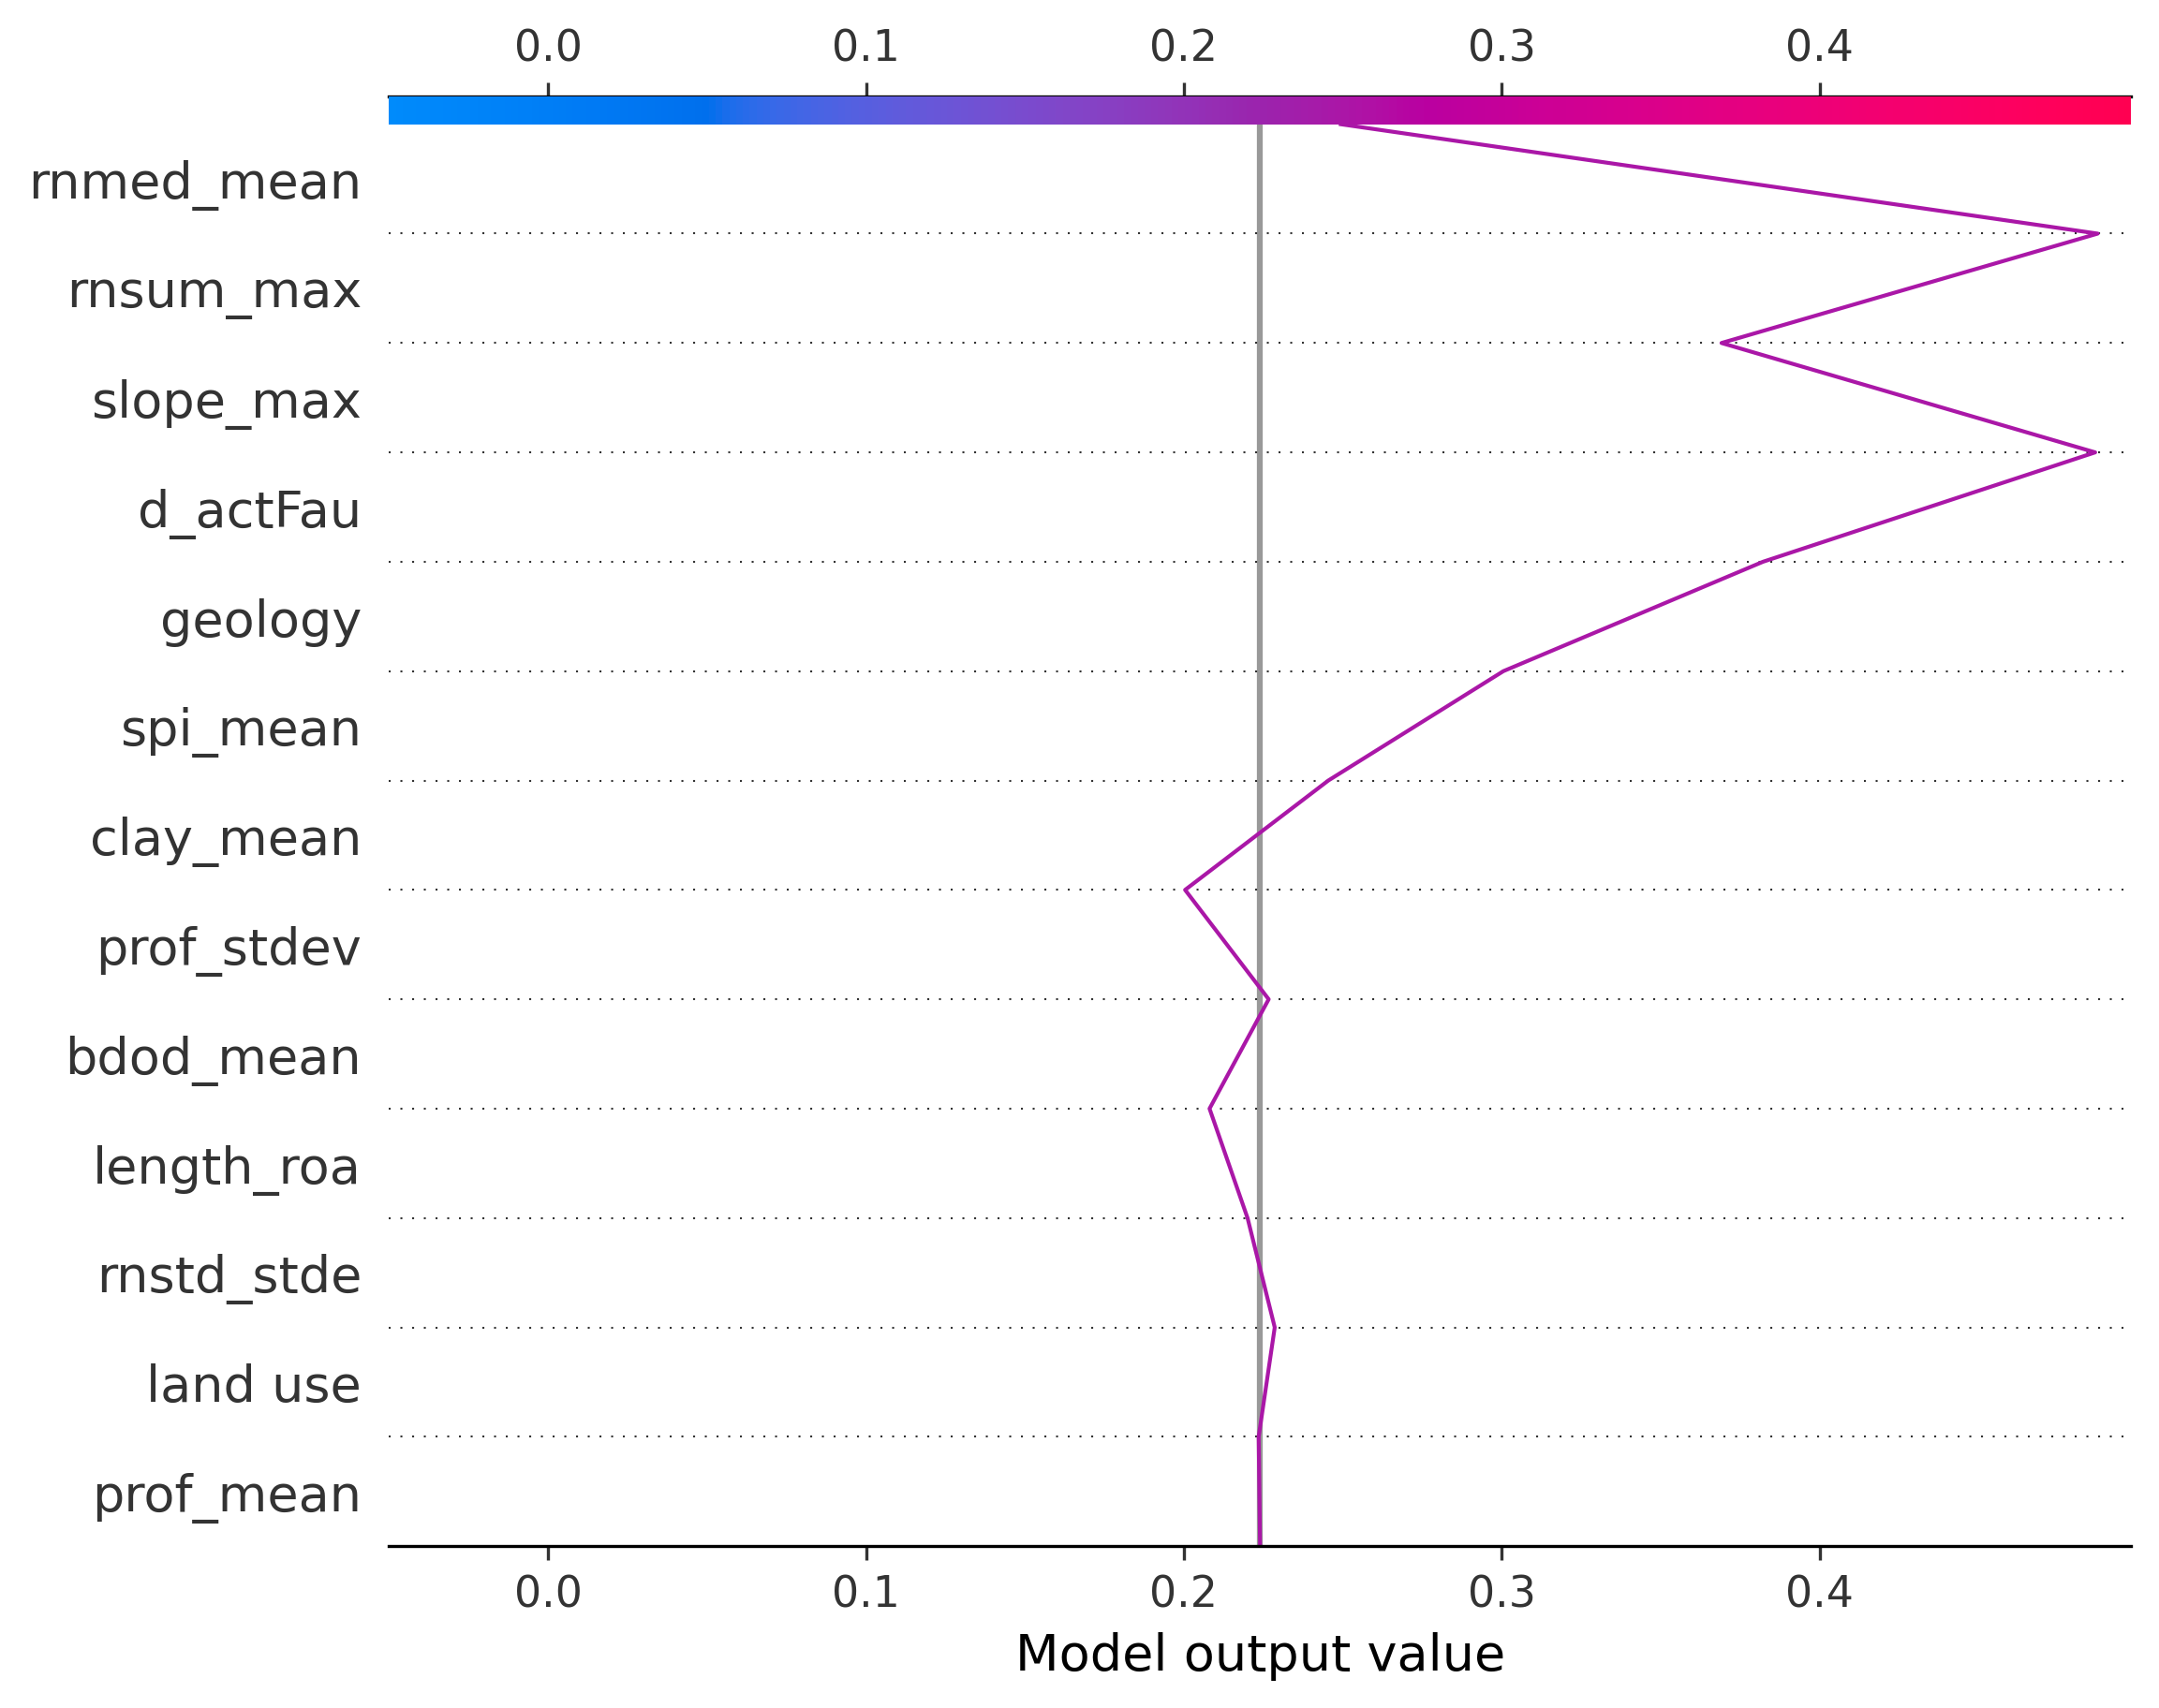 0.0 0.1 0.2 0.3 0.4
rnmed_mean
rnsum_max
slope_max
d_actFau
geology
spi_mean
clay_mean
prof_stdev
bdod_mean
length_roa
rnstd_stde
land use
prof_mean
0.0 0.1 0.2 0.3 0.4
Model output value